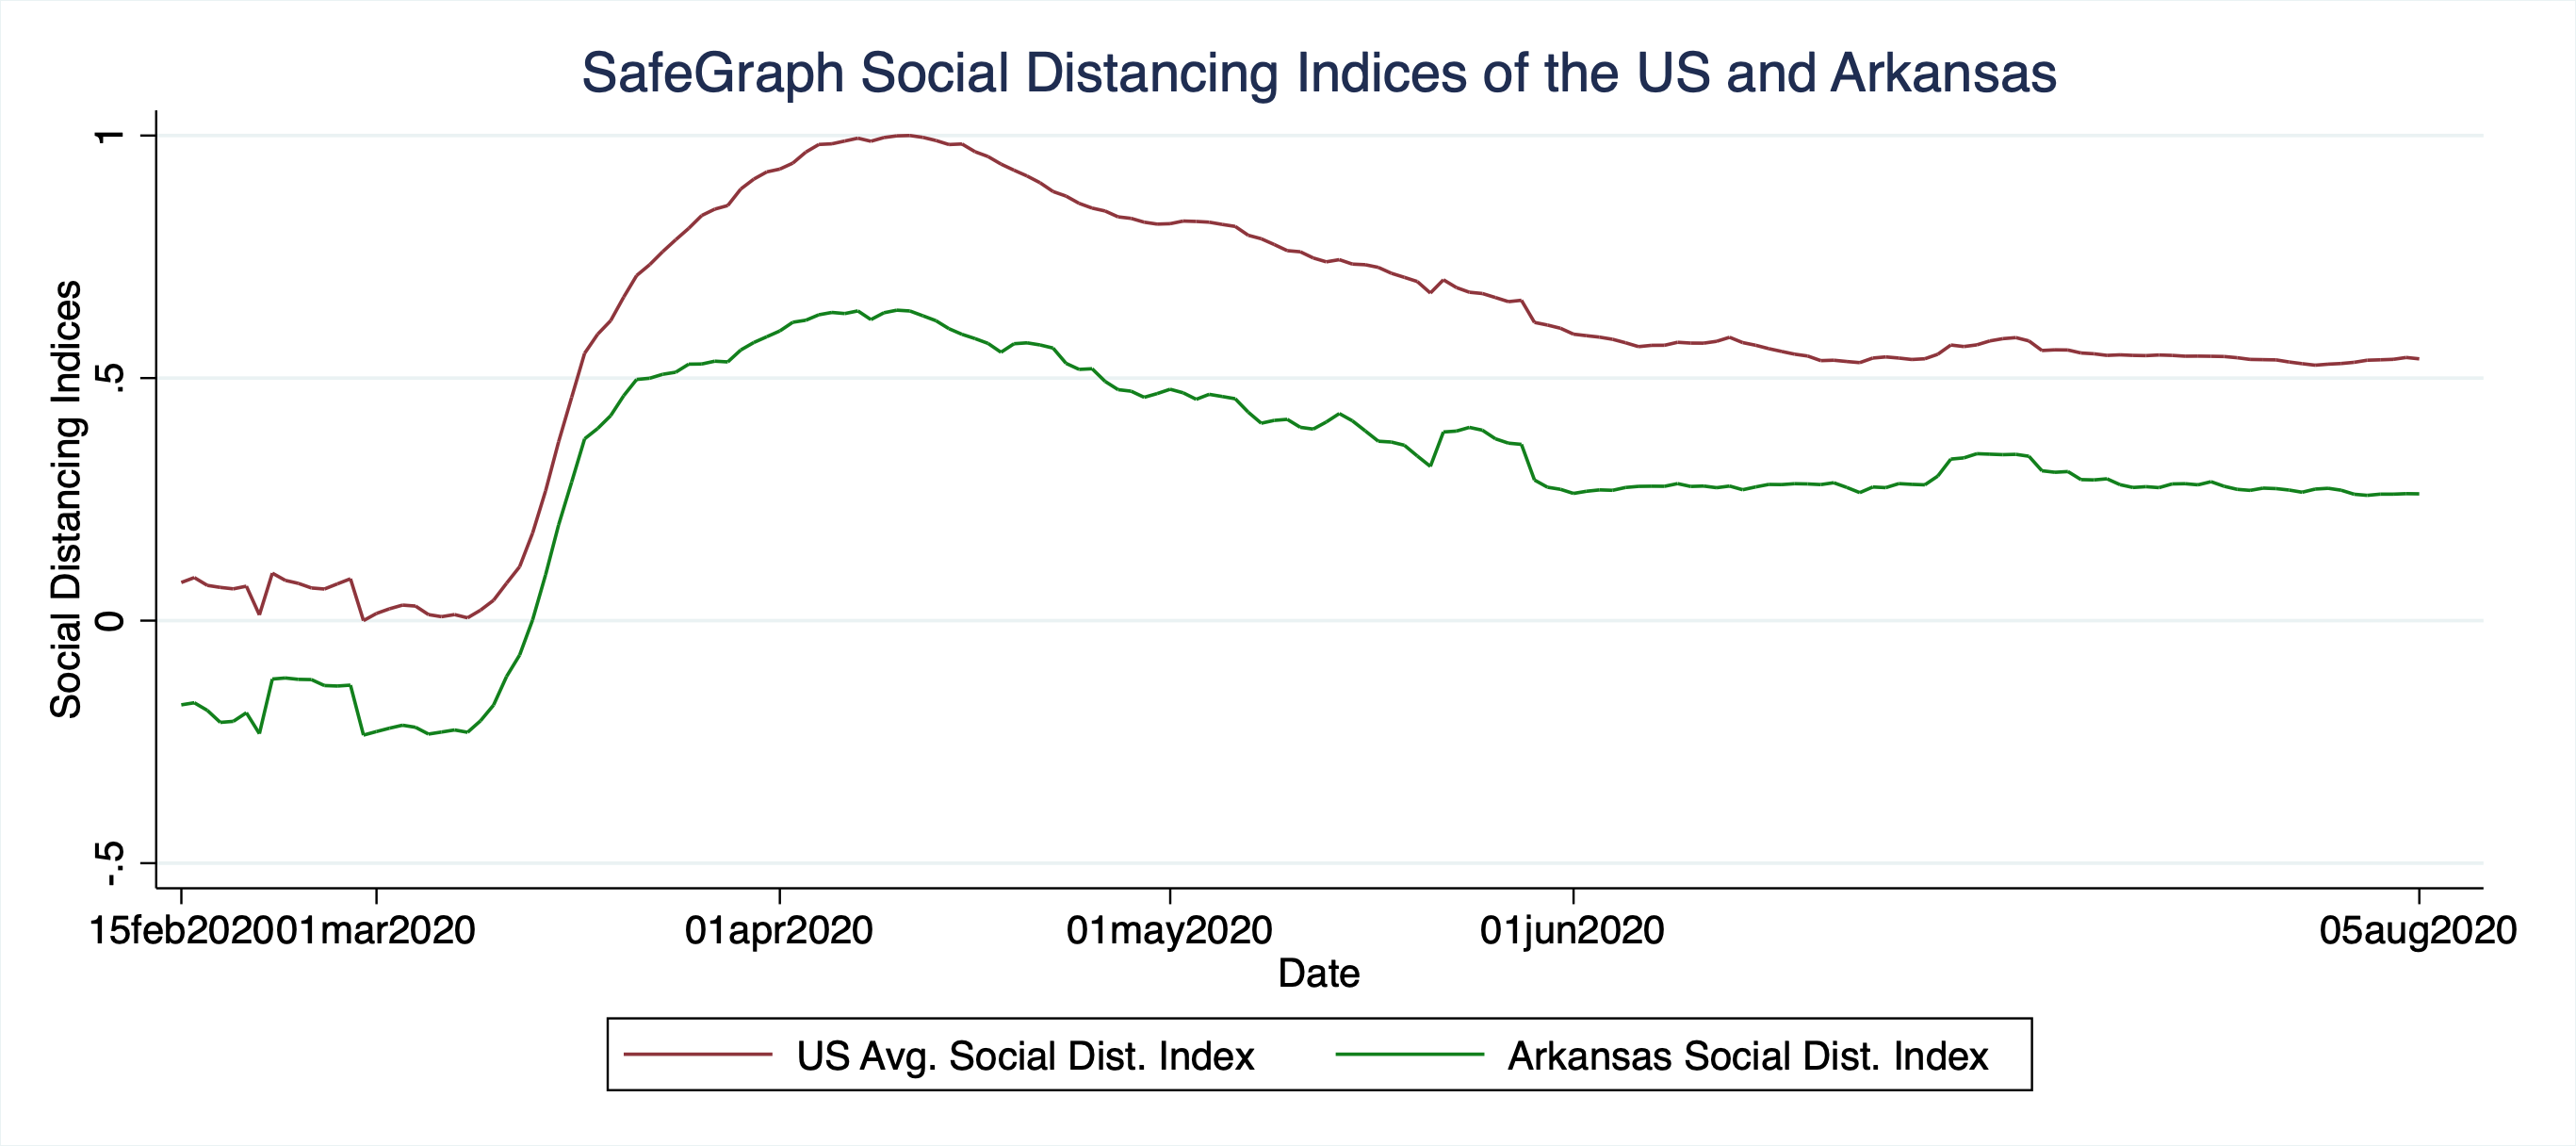 SafeGraph Social Distancing Indices of the US and Arkansas
Social Distancing Indices
1
.5
0
-.5
15feb2020 01mar2020 01apr2020 01may2020 01jun2020 05aug2020
Date
US Avg. Social Dist. Index Arkansas Social Dist. Index